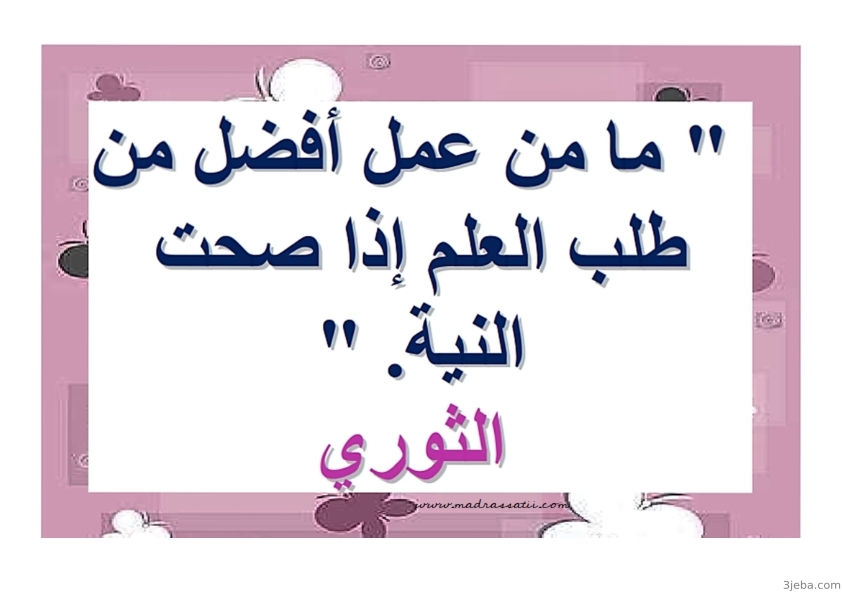 " ما من عمل أفضل من
طلب العلم إذا صحت
النية. "
الثوري
www.madrassatii.com
3jeba.com